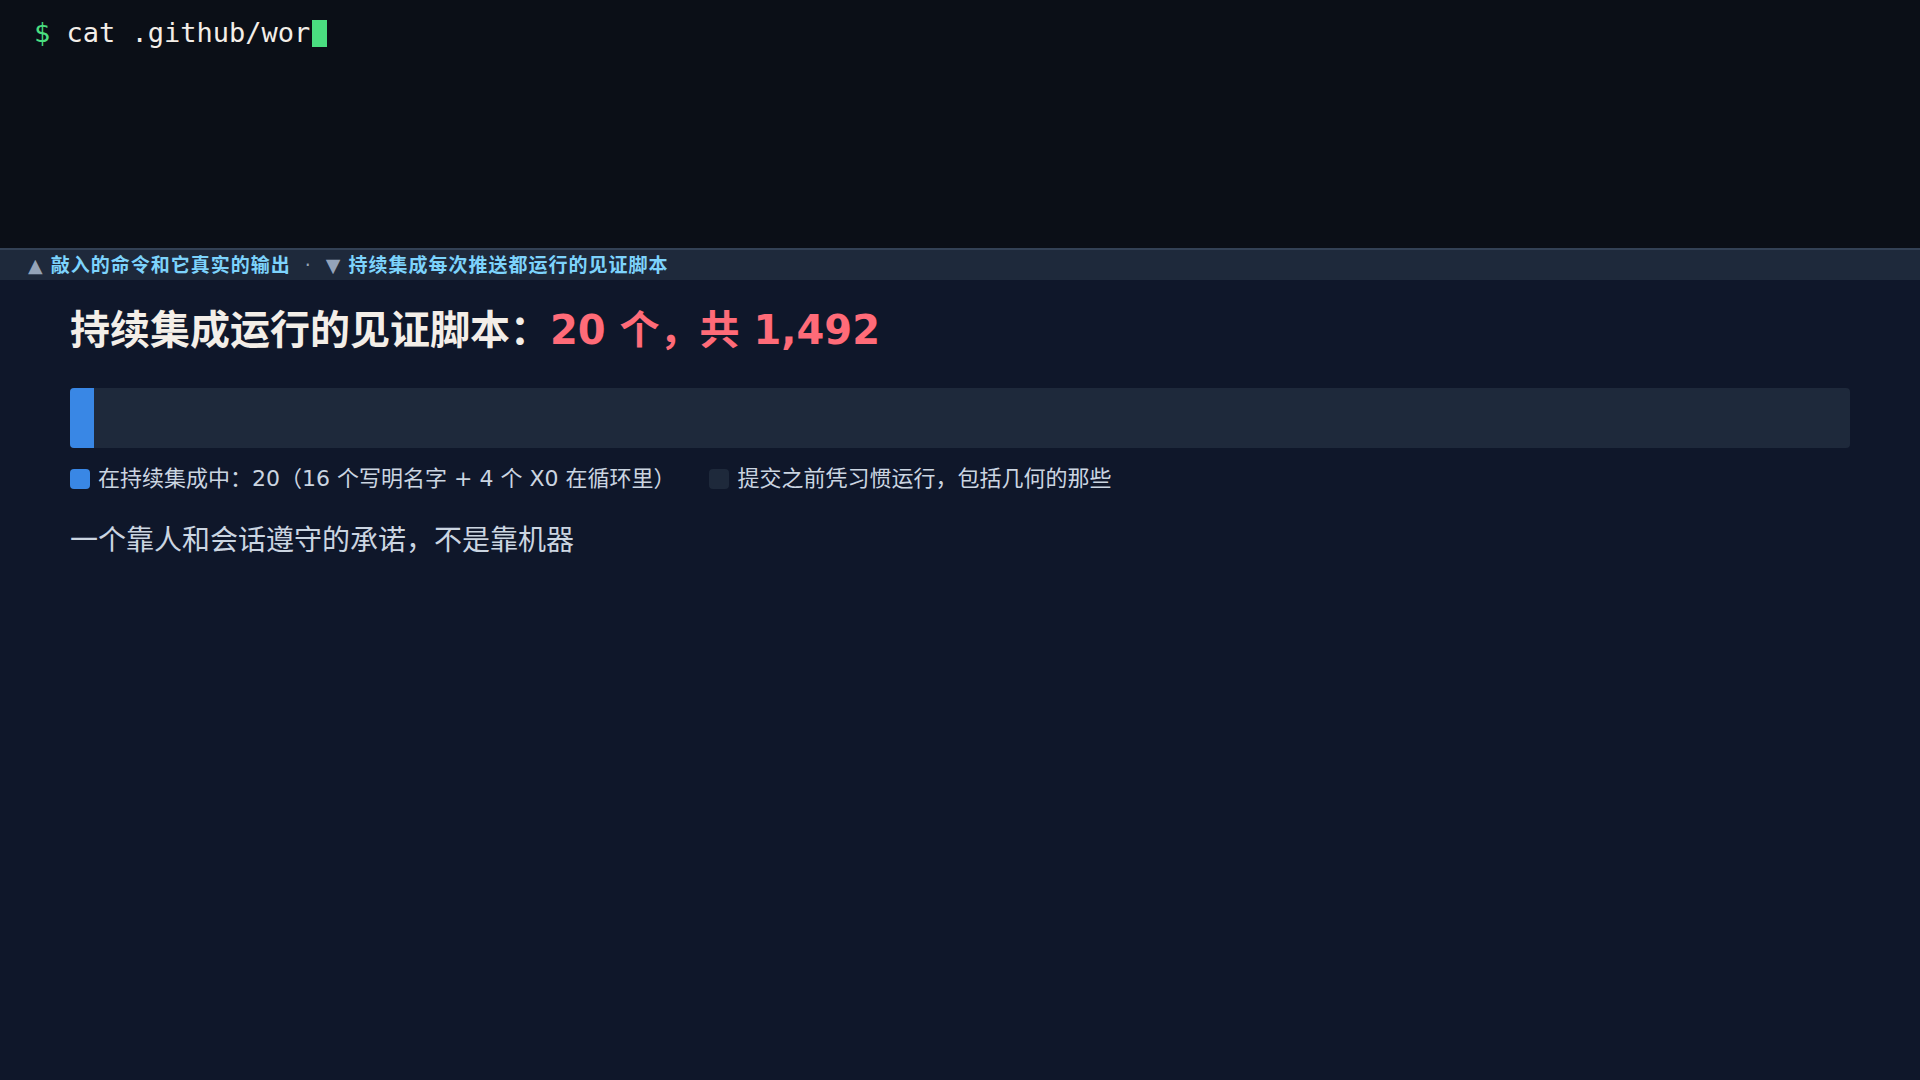 $ cat .github/wor
▲ 敲入的命令和它真实的输出 · ▼ 持续集成每次推送都运行的见证脚本
持续集成运行的见证脚本：20 个，共 1,492
在持续集成中：20（16 个写明名字 + 4 个 X0 在循环里） 提交之前凭习惯运行，包括几何的那些
一个靠人和会话遵守的承诺，不是靠机器